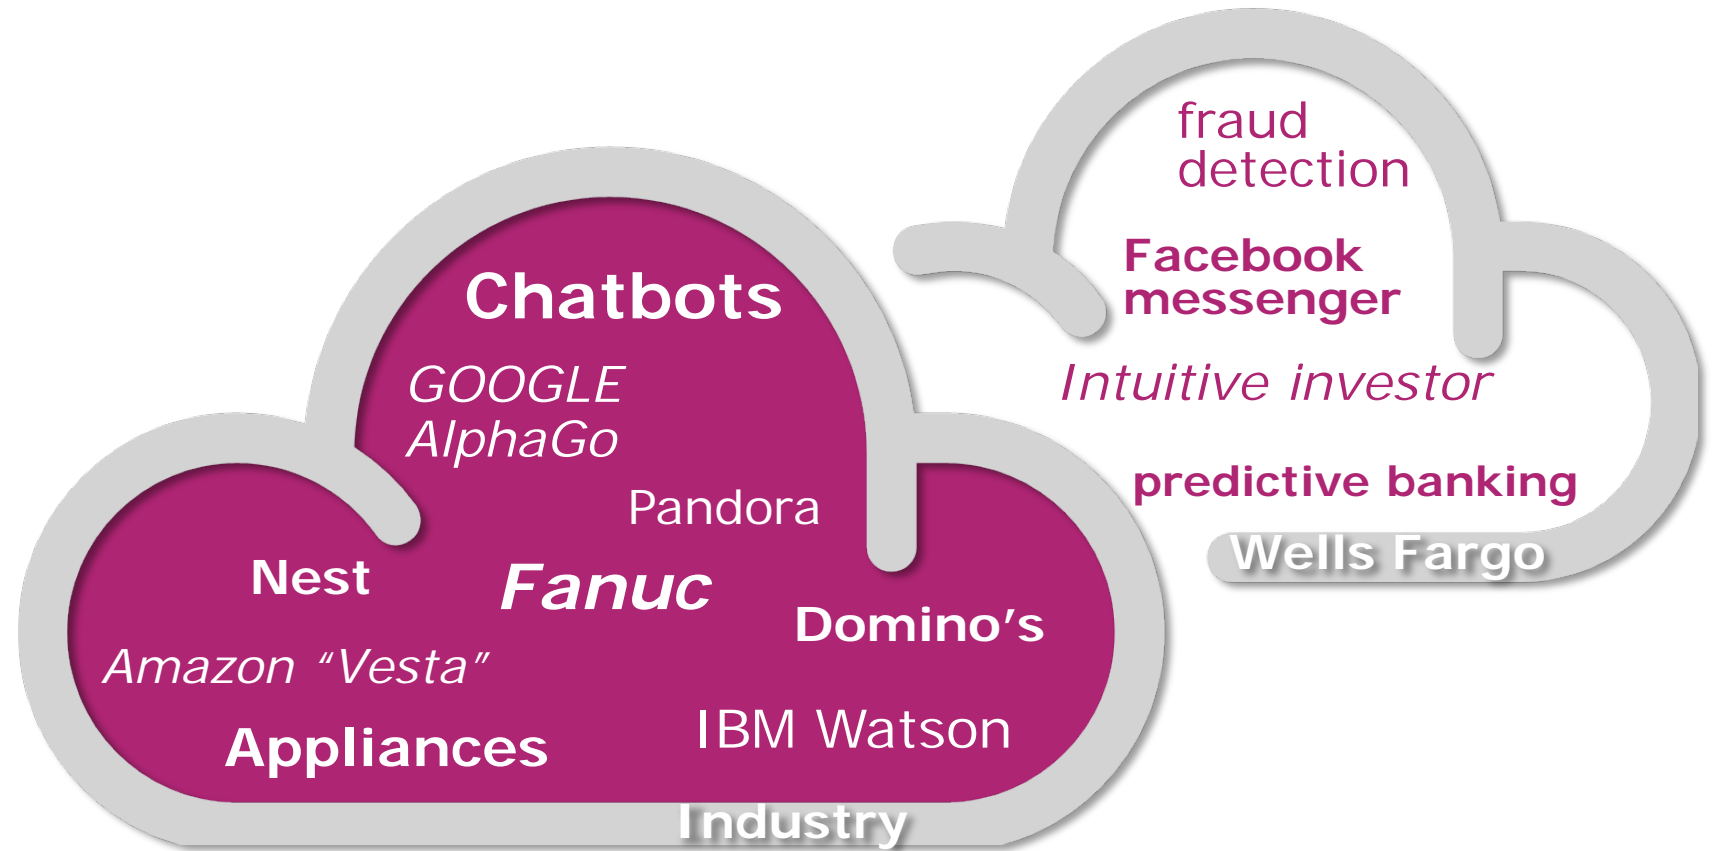 Chatbots
GOOGLE
AlphaGo
Pandora
Nest
Fanuc
Domino’s
Amazon “Vesta”
IBM Watson
Appliances
Industry
fraud
detection
Facebook
messenger
Intuitive investor
predictive banking
Wells Fargo